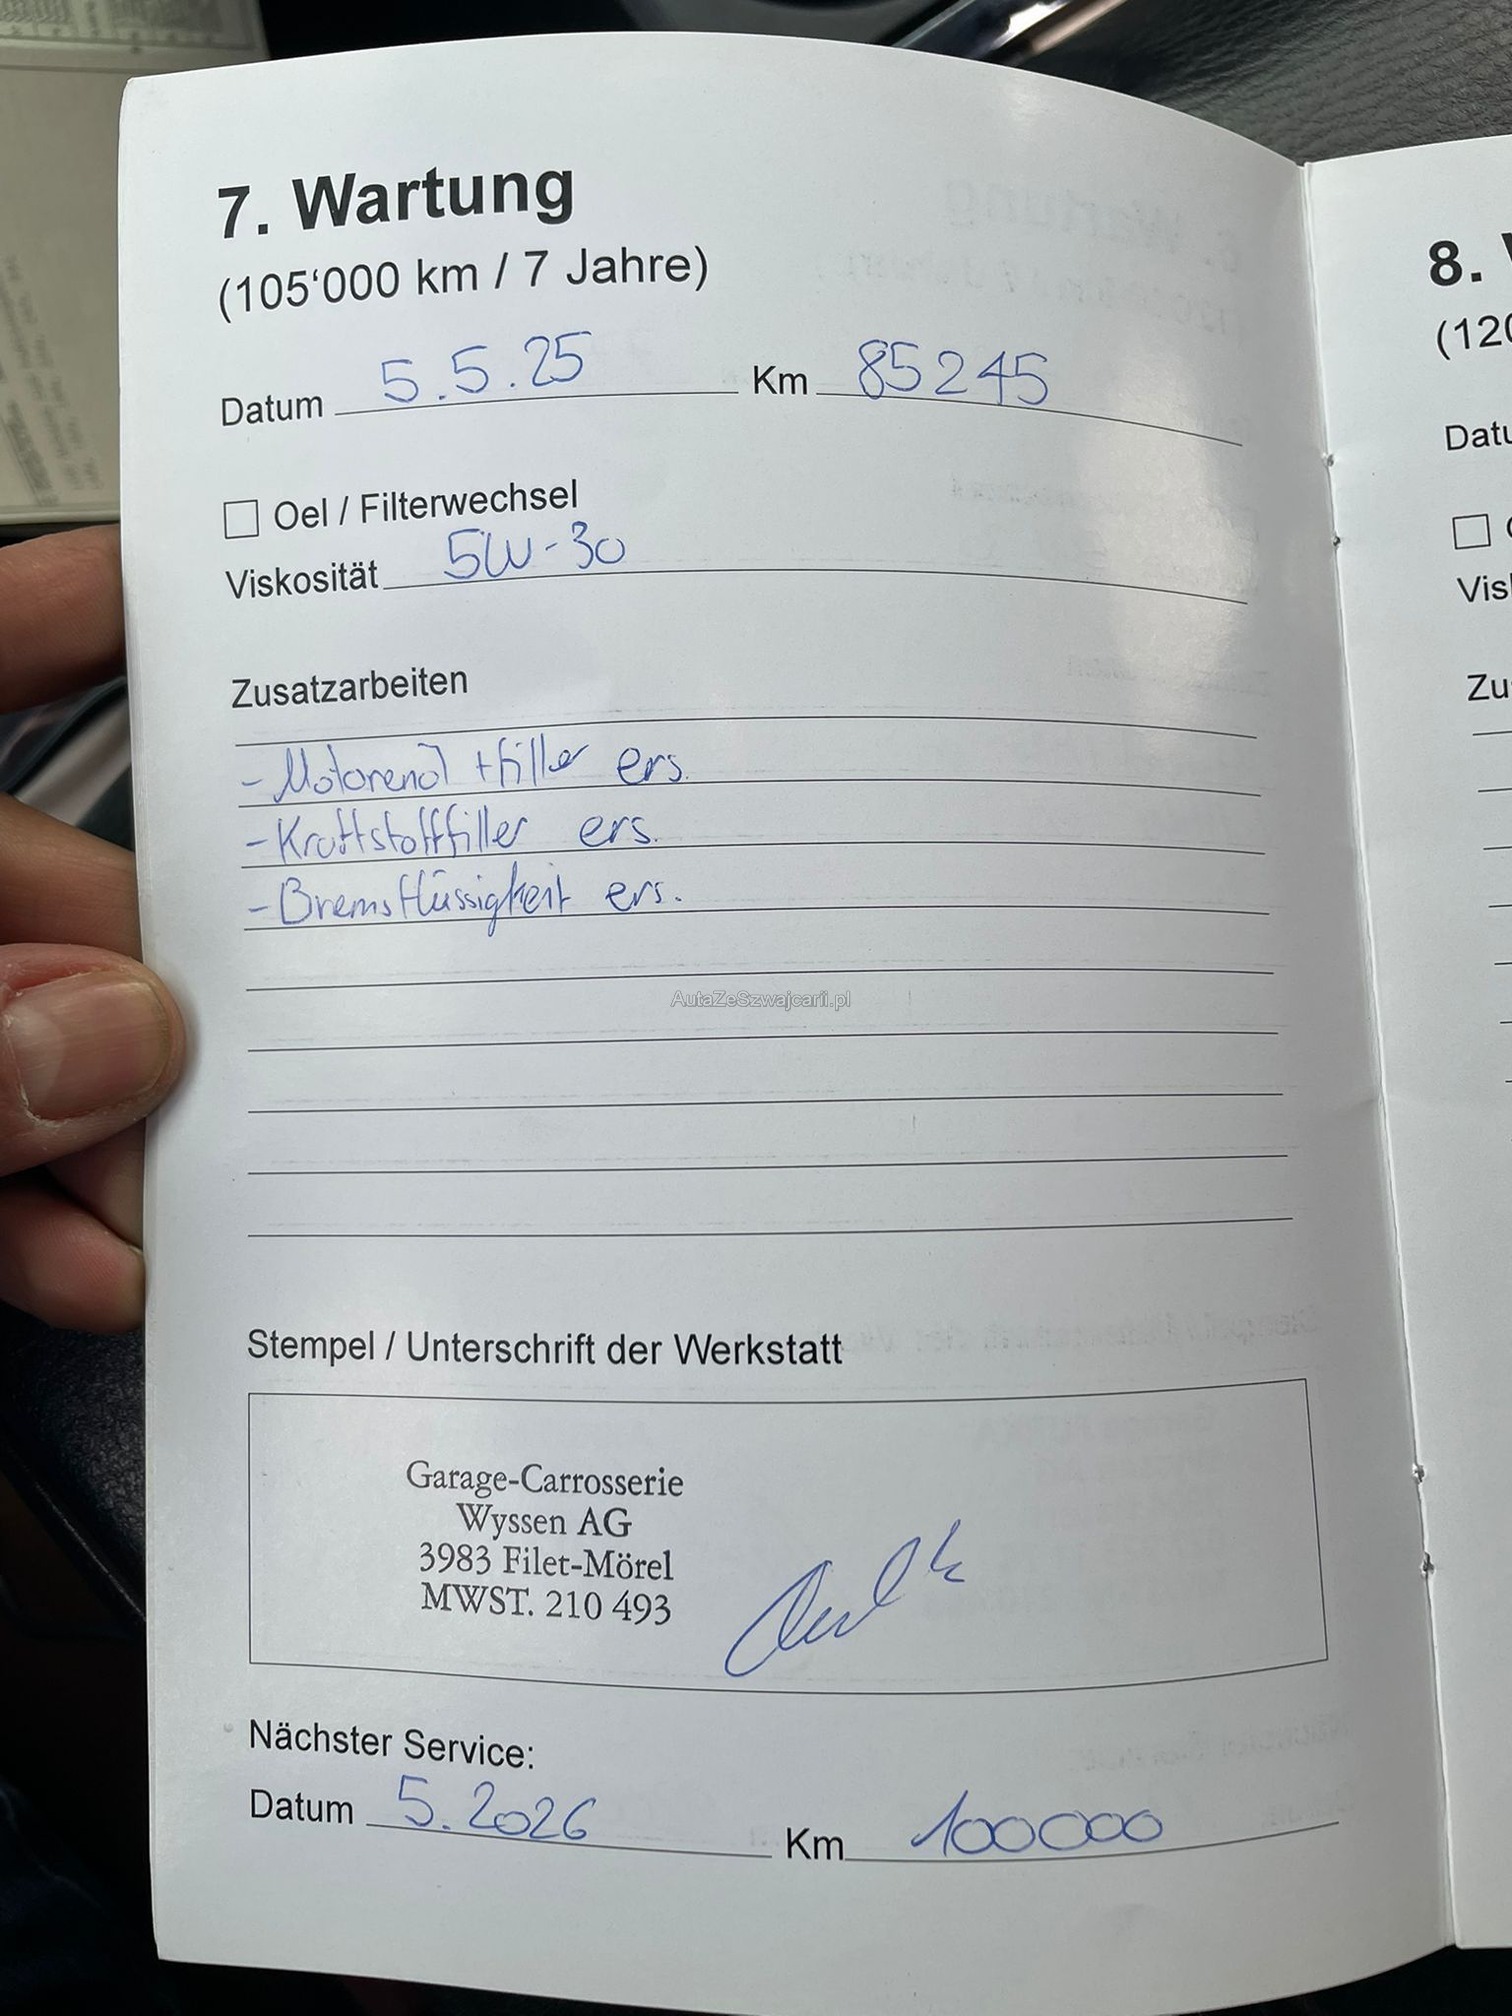 7. Wartung
(105‘000 km / 7 Jahre)
Datum 5.5.25 Km 85245
Oel / Filterwechsel
Viskosität 5W-30
Zusatzarbeiten
- Motorenöl + filter ers.
- Kraftstofffilter ers.
- Bremsflüssigkeit ers.
AutaZeSzwajcarii.pl
Stempel / Unterschrift der Werkstatt
Garage-Carrosserie
Wyssen AG
3983 Filet-Mörel
MWST. 210 493
Nächster Service:
Datum 5.2026 Km 100000
8.
(120
Datu
Vis
Zu